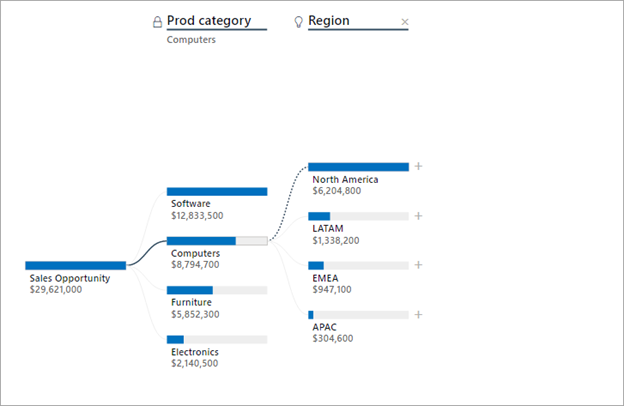 Prod category
Computers
Region
Sales Opportunity
$29,621,000
Software
$12,833,500
Computers
$8,794,700
Furniture
$5,852,300
Electronics
$2,140,500
North America
$6,204,800
LATAM
$1,338,200
EMEA
$947,100
APAC
$304,600